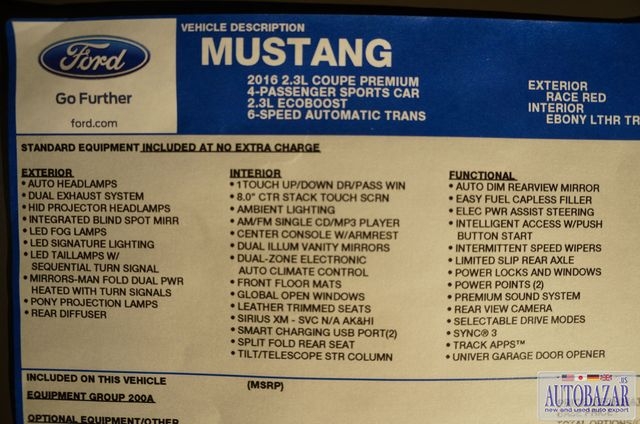 Ford
Go Further
ford.com
VEHICLE DESCRIPTION
MUSTANG
2016 2.3L COUPE PREMIUM
4-PASSENGER SPORTS CAR
2.3L ECOBOOST
6-SPEED AUTOMATIC TRANS
EXTERIOR
RACE RED
INTERIOR
EBONY LTHR TR
STANDARD EQUIPMENT INCLUDED AT NO EXTRA CHARGE
EXTERIOR
• AUTO HEADLAMPS
• DUAL EXHAUST SYSTEM
• HID PROJECTOR HEADLAMPS
• INTEGRATED BLIND SPOT MIRR
• LED FOG LAMPS
• LED SIGNATURE LIGHTING
• LED TAILLAMPS W/
SEQUENTIAL TURN SIGNAL
• MIRRORS-MAN FOLD DUAL PWR
HEATED WITH TURN SIGNALS
• PONY PROJECTION LAMPS
• REAR DIFFUSER
INTERIOR
• 1TOUCH UP/DOWN DR/PASS WIN
• 8.0" CTR STACK TOUCH SCRN
• AMBIENT LIGHTING
• AM/FM SINGLE CD/MP3 PLAYER
• CENTER CONSOLE W/ARMREST
• DUAL ILLUM VANITY MIRRORS
• DUAL-ZONE ELECTRONIC
AUTO CLIMATE CONTROL
• FRONT FLOOR MATS
• GLOBAL OPEN WINDOWS
• LEATHER TRIMMED SEATS
• SIRIUS XM - SVC N/A AK&HI
• SMART CHARGING USB PORT(2)
• SPLIT FOLD REAR SEAT
• TILT/TELESCOPE STR COLUMN
FUNCTIONAL
• AUTO DIM REARVIEW MIRROR
• EASY FUEL CAPLESS FILLER
• ELEC PWR ASSIST STEERING
• INTELLIGENT ACCESS W/PUSH
BUTTON START
• INTERMITTENT SPEED WIPERS
• LIMITED SLIP REAR AXLE
• POWER LOCKS AND WINDOWS
• POWER POINTS (2)
• PREMIUM SOUND SYSTEM
• REAR VIEW CAMERA
• SELECTABLE DRIVE MODES
• SYNC® 3
• TRACK APPS™
• UNIVER GARAGE DOOR OPENER
INCLUDED ON THIS VEHICLE
(MSRP)
EQUIPMENT GROUP 200A
OPTIONAL EQUIPMENT/OTHER
AUTOBAZAR.US
new and used auto export